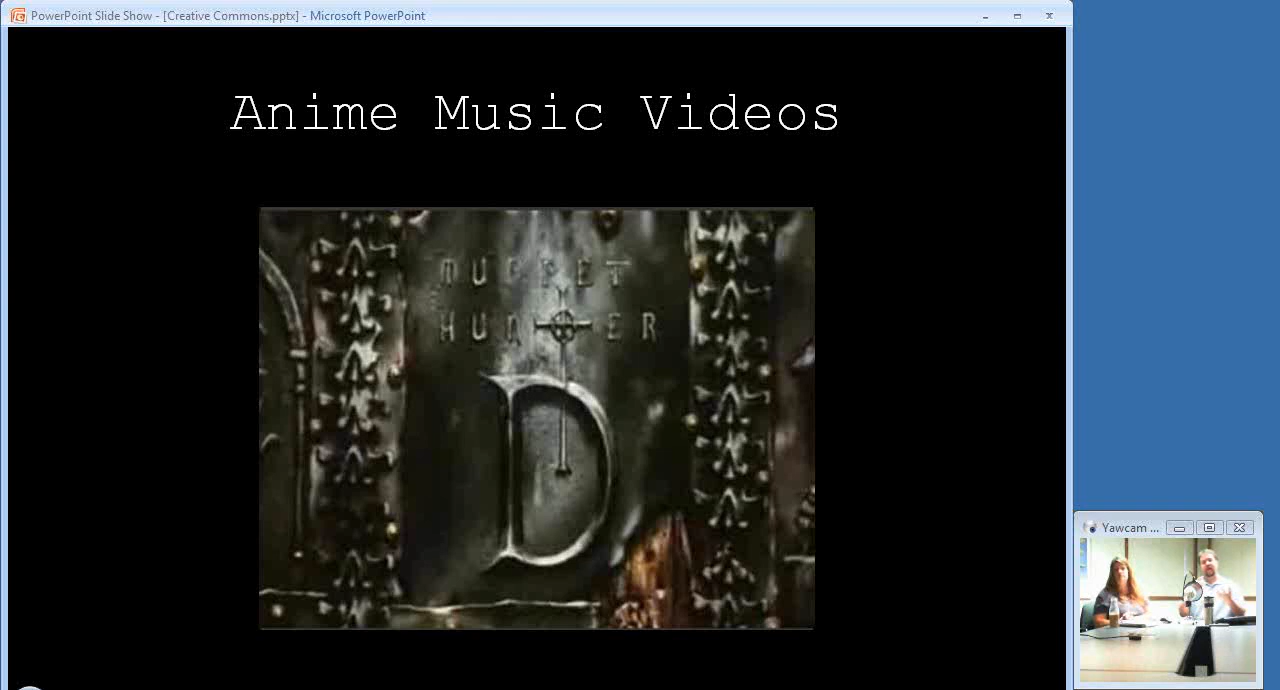 PowerPoint Slide Show - [Creative Commons.pptx] - Microsoft PowerPoint
Anime Music Videos
MUPPET
HUNTER
D
Yawcam ...